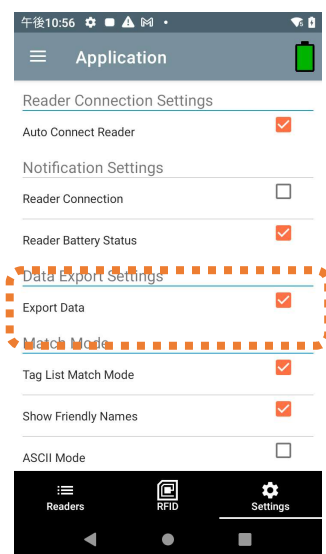 午後10:56
Application
Reader Connection Settings
Auto Connect Reader
Notification Settings
Reader Connection
Reader Battery Status
Data Export Settings
Export Data
Match Mode
Tag List Match Mode
Show Friendly Names
ASCII Mode
Readers RFID Settings